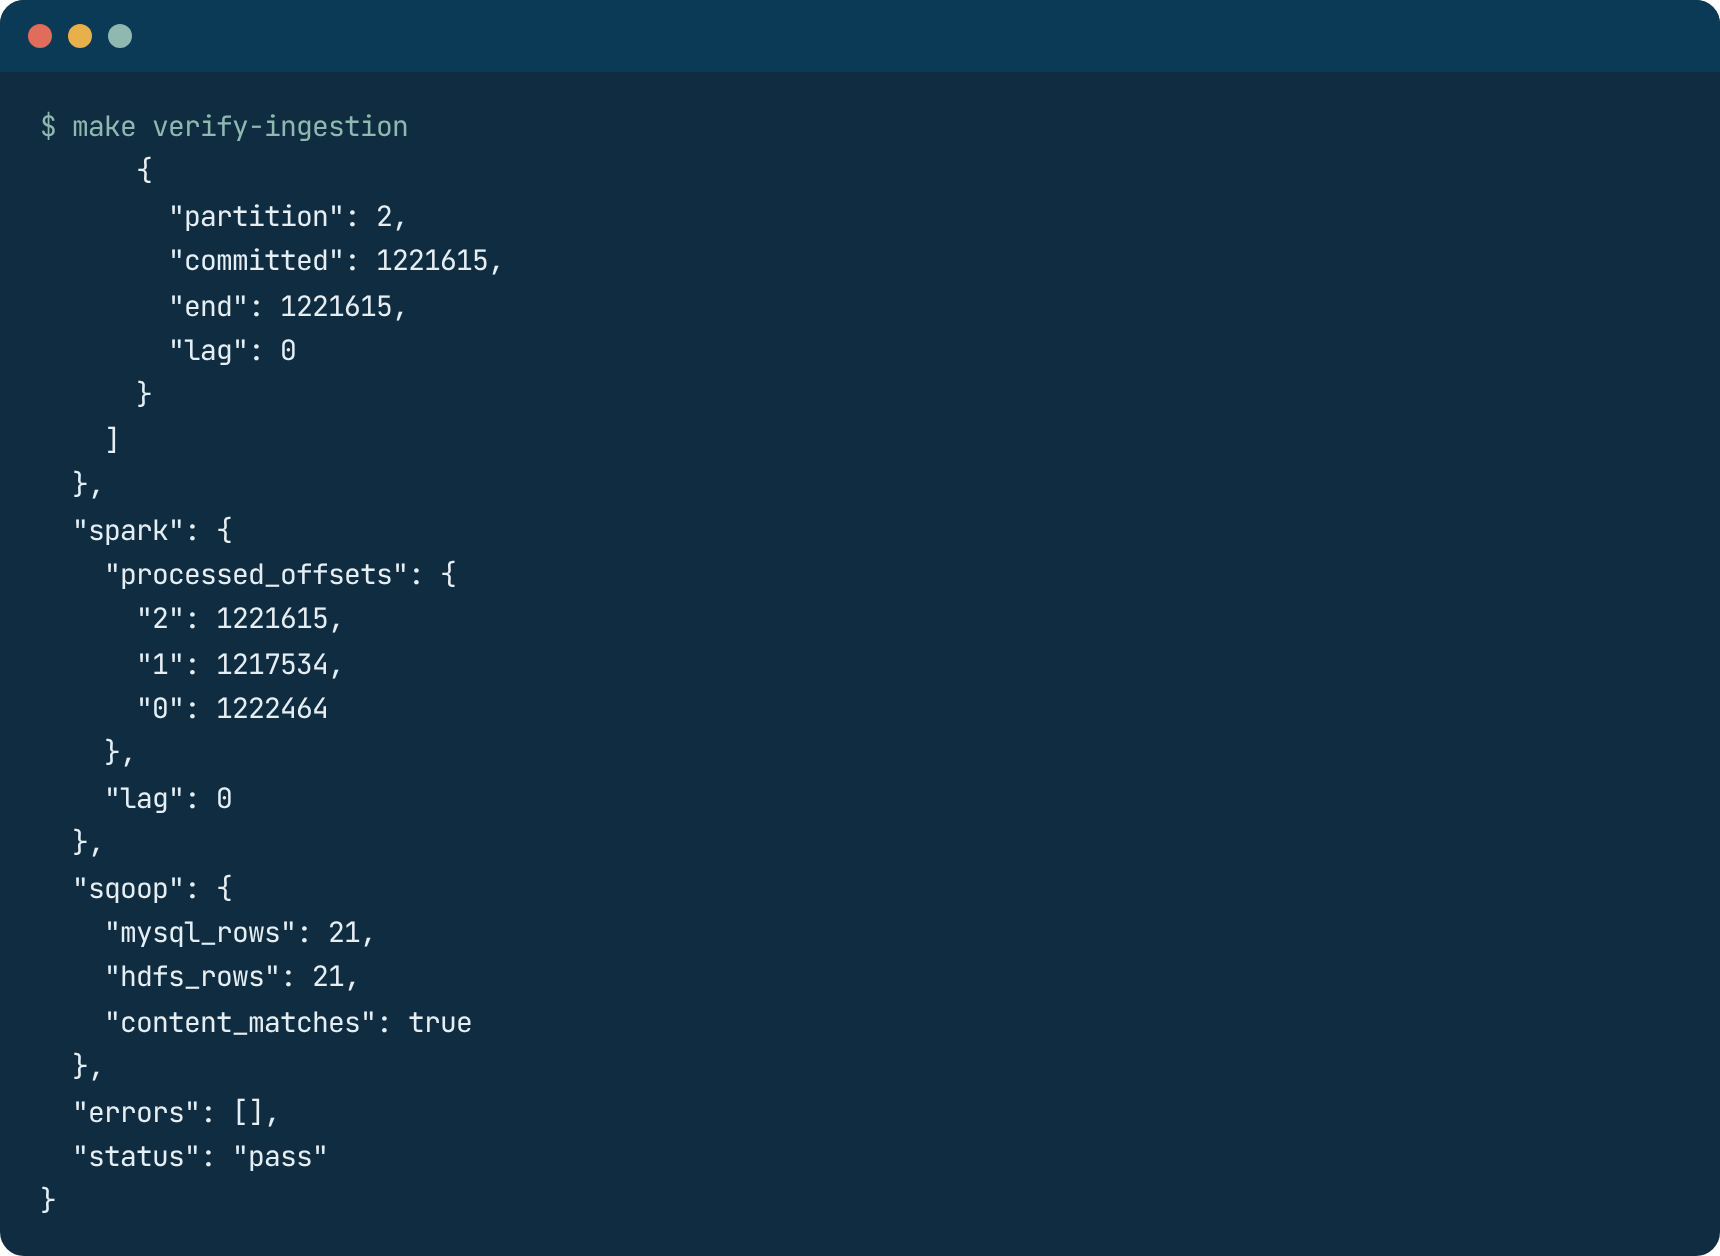 $ make verify-ingestion
      {
        "partition": 2,
        "committed": 1221615,
        "end": 1221615,
        "lag": 0
      }
    ]
  },
  "spark": {
    "processed_offsets": {
      "2": 1221615,
      "1": 1217534,
      "0": 1222464
    },
    "lag": 0
  },
  "sqoop": {
    "mysql_rows": 21,
    "hdfs_rows": 21,
    "content_matches": true
  },
  "errors": [],
  "status": "pass"
}